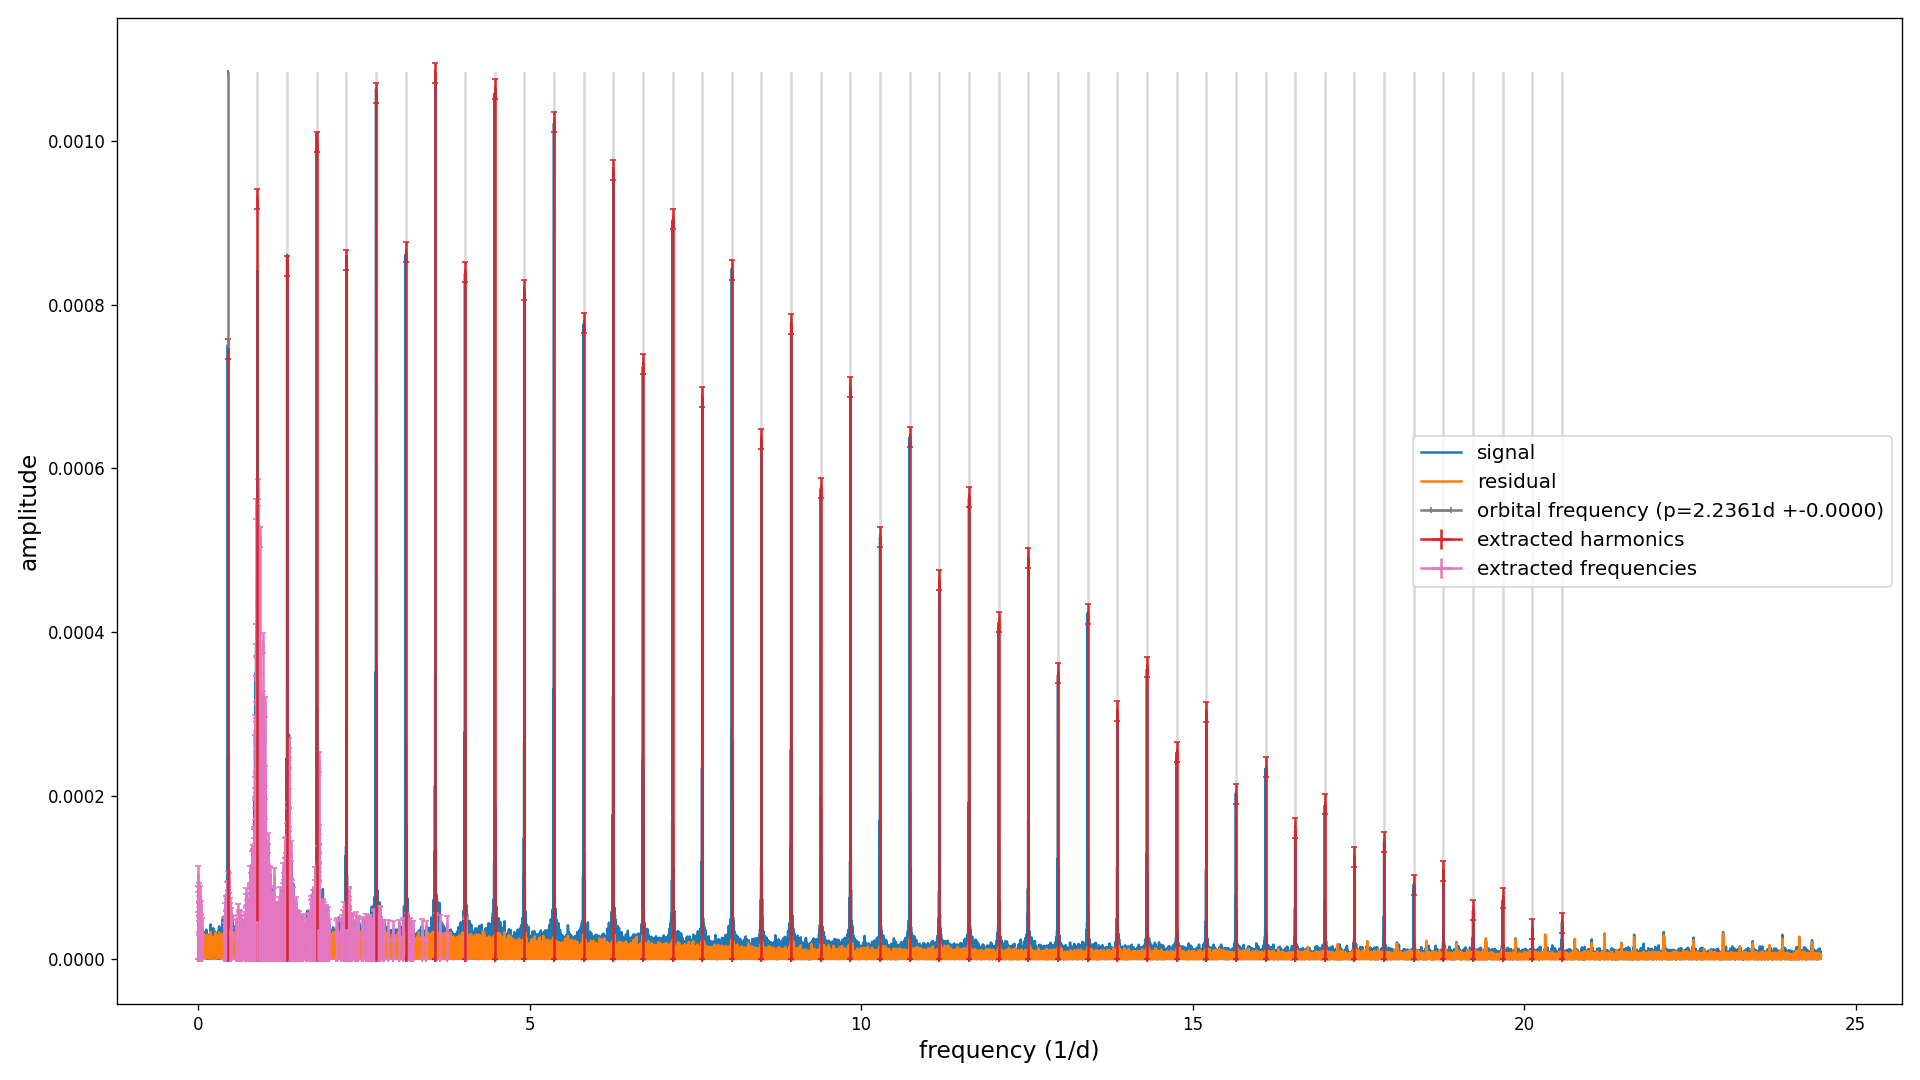 amplitude
0.0010
0.0008
0.0006
0.0004
0.0002
0.0000
signal
residual
orbital frequency (p=2.2361d +-0.0000)
extracted harmonics
extracted frequencies
0 5 10 15 20 25
frequency (1/d)